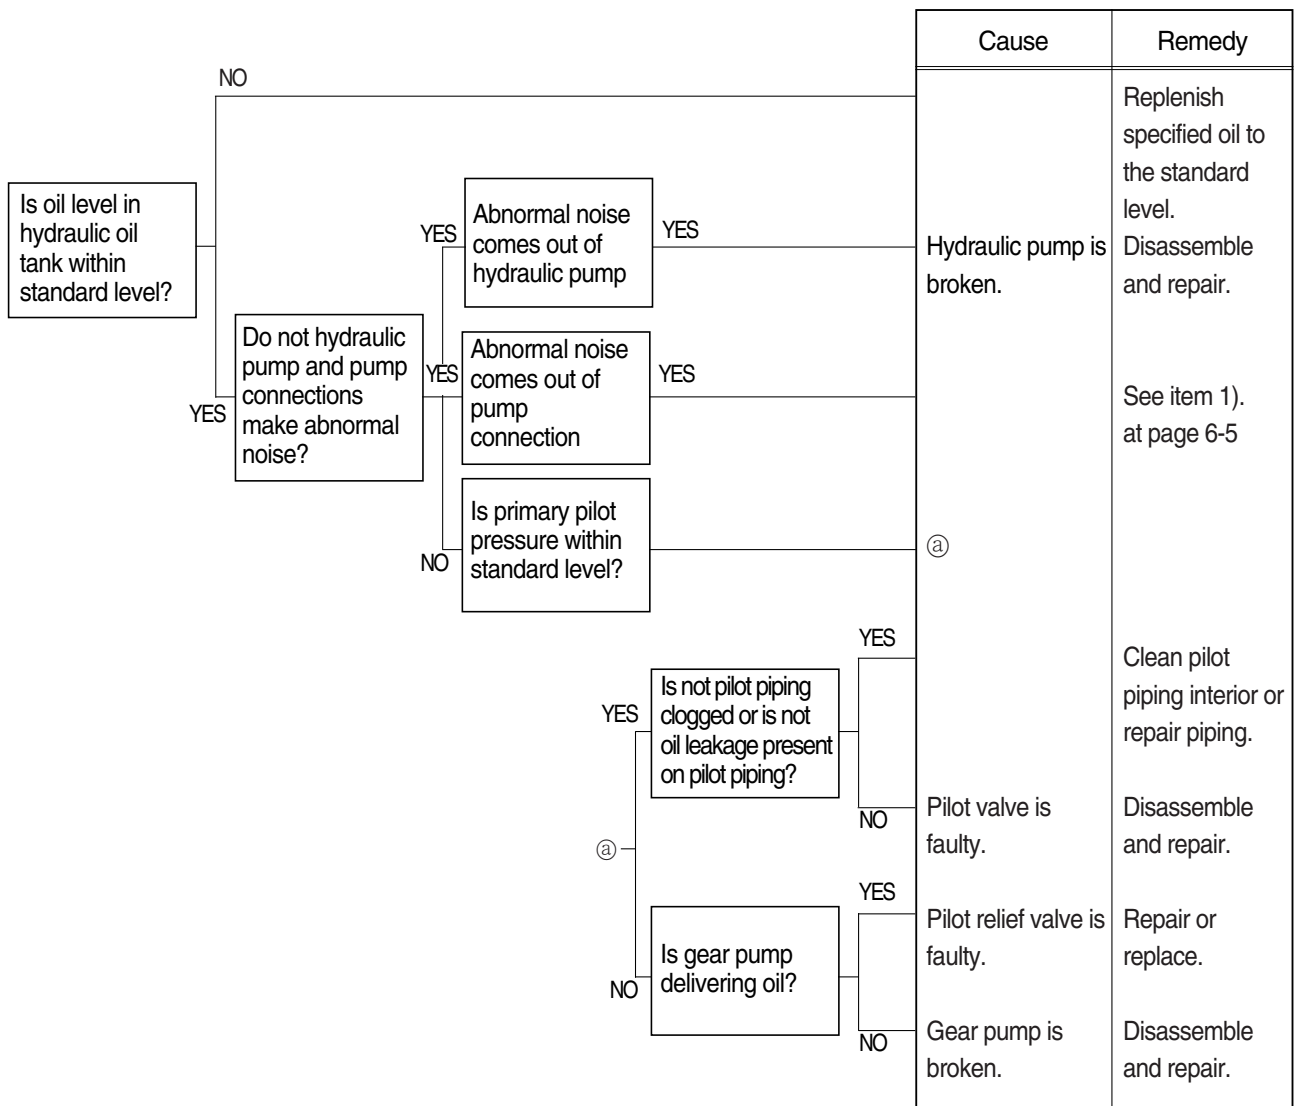 Cause
Remedy
NO
Replenish
specified oil to
the standard
level.
Is oil level in
hydraulic oil
tank within
standard level?
YES
Abnormal noise
comes out of
hydraulic pump
YES
Hydraulic pump is
broken.
Disassemble
and repair.
YES
Do not hydraulic
pump and pump
connections
make abnormal
noise?
YES
Abnormal noise
comes out of
pump
connection
YES
See item 1).
at page 6-5
NO
Is primary pilot
pressure within
standard level?
ⓐ
ⓐ
YES
Is not pilot piping
clogged or is not
oil leakage present
on pilot piping?
YES
Clean pilot
piping interior or
repair piping.
NO
Pilot valve is
faulty.
Disassemble
and repair.
NO
Is gear pump
delivering oil?
YES
Pilot relief valve is
faulty.
Repair or
replace.
NO
Gear pump is
broken.
Disassemble
and repair.